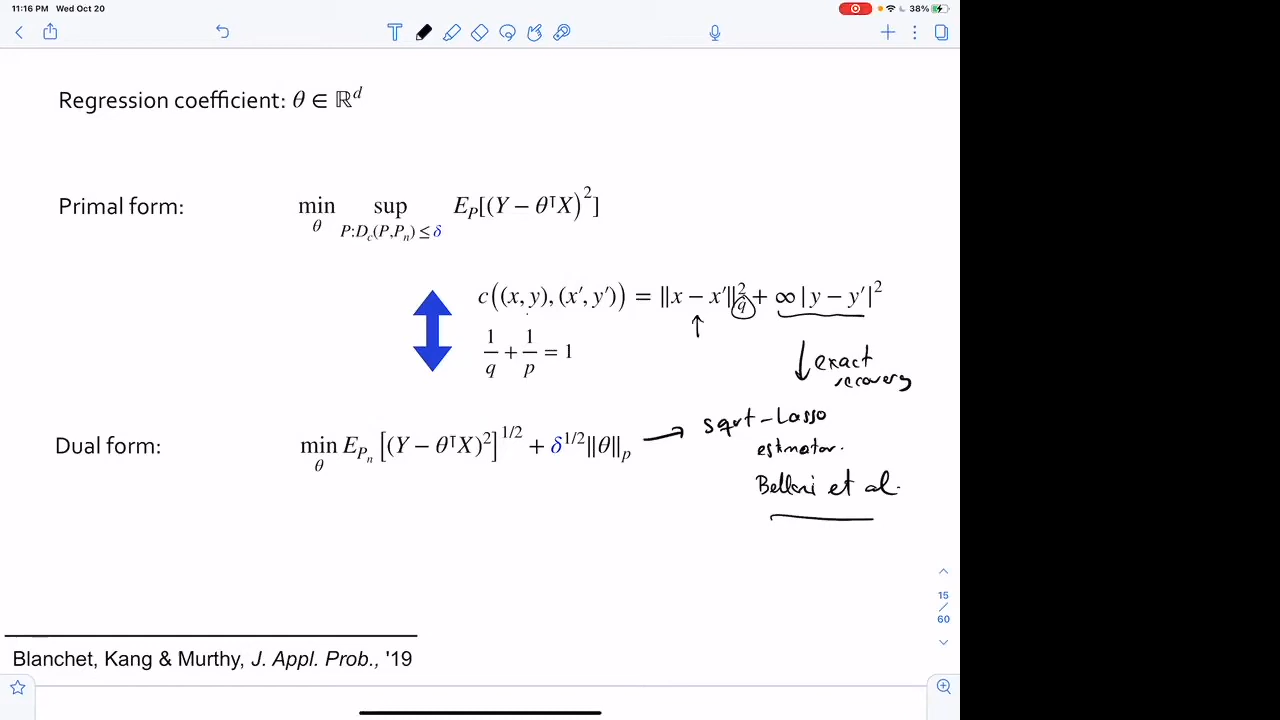 11:16 PM Wed Oct 20
38%
Regression coefficient: θ ∈ ℝ^d
Primal form: min_θ sup_{P:D_c(P,P_n) ≤ δ} E_P[(Y − θ^⊺X)^2]
c((x, y), (x′, y′)) = ‖x − x′‖_q^2 + ∞|y − y′|^2
1/q + 1/p = 1
exact
recovery
Dual form: min_θ E_{P_n}[(Y − θ^⊺X)^2]^{1/2} + δ^{1/2}‖θ‖_p
sqrt-Lasso
estimator.
Belloni et al.
15
/
60
Blanchet, Kang & Murthy, J. Appl. Prob., '19